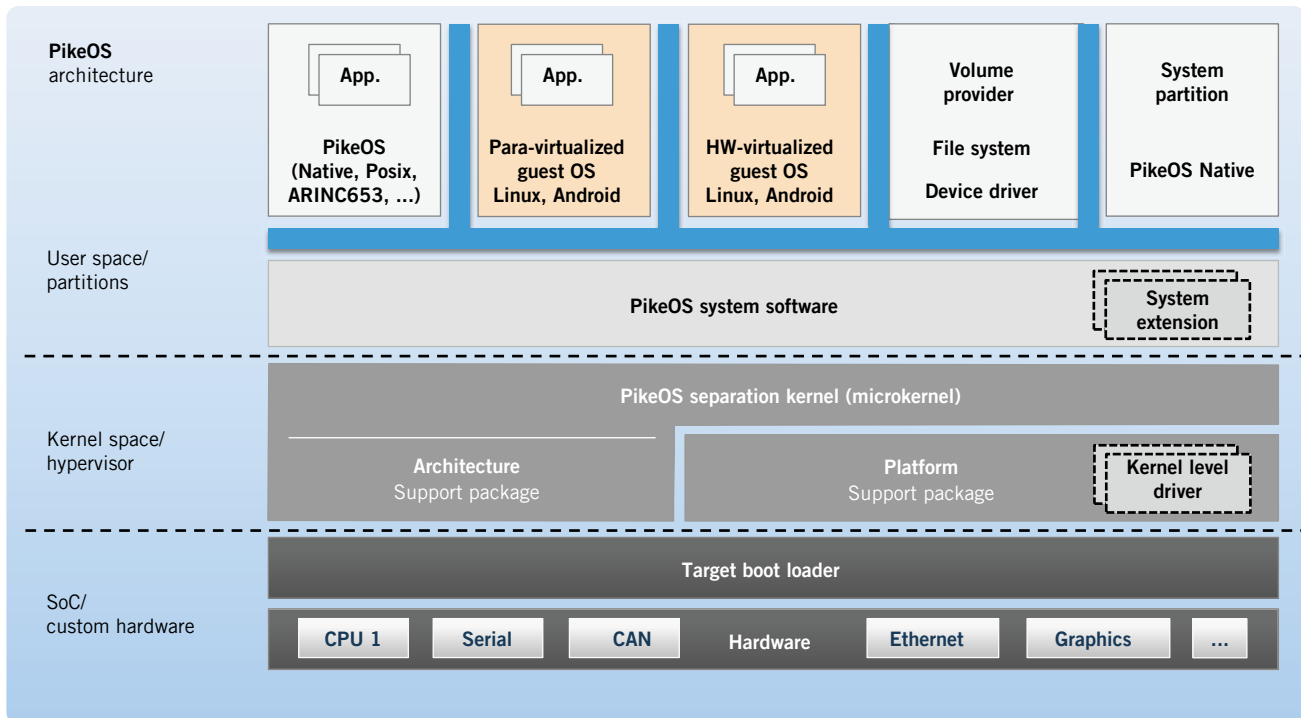 PikeOS
architecture
App.
PikeOS
(Native, Posix,
ARINC653, ...)
App.
Para-virtualized
guest OS
Linux, Android
App.
HW-virtualized
guest OS
Linux, Android
Volume
provider
File system
Device driver
System
partition
PikeOS Native
User space/
partitions
PikeOS system software
System
extension
Kernel space/
hypervisor
PikeOS separation kernel (microkernel)
Architecture
Support package
Platform
Support package
Kernel level
driver
SoC/
custom hardware
Target boot loader
CPU 1
Serial
CAN
Hardware
Ethernet
Graphics
...